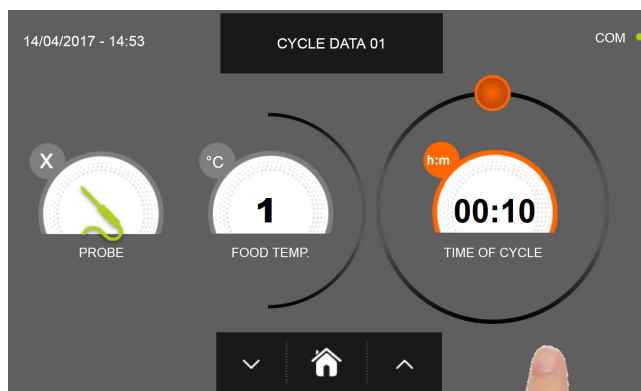 14/04/2017 - 14:53
CYCLE DATA 01
COM
X
°C
h:m
1
00:10
PROBE
FOOD TEMP.
TIME OF CYCLE